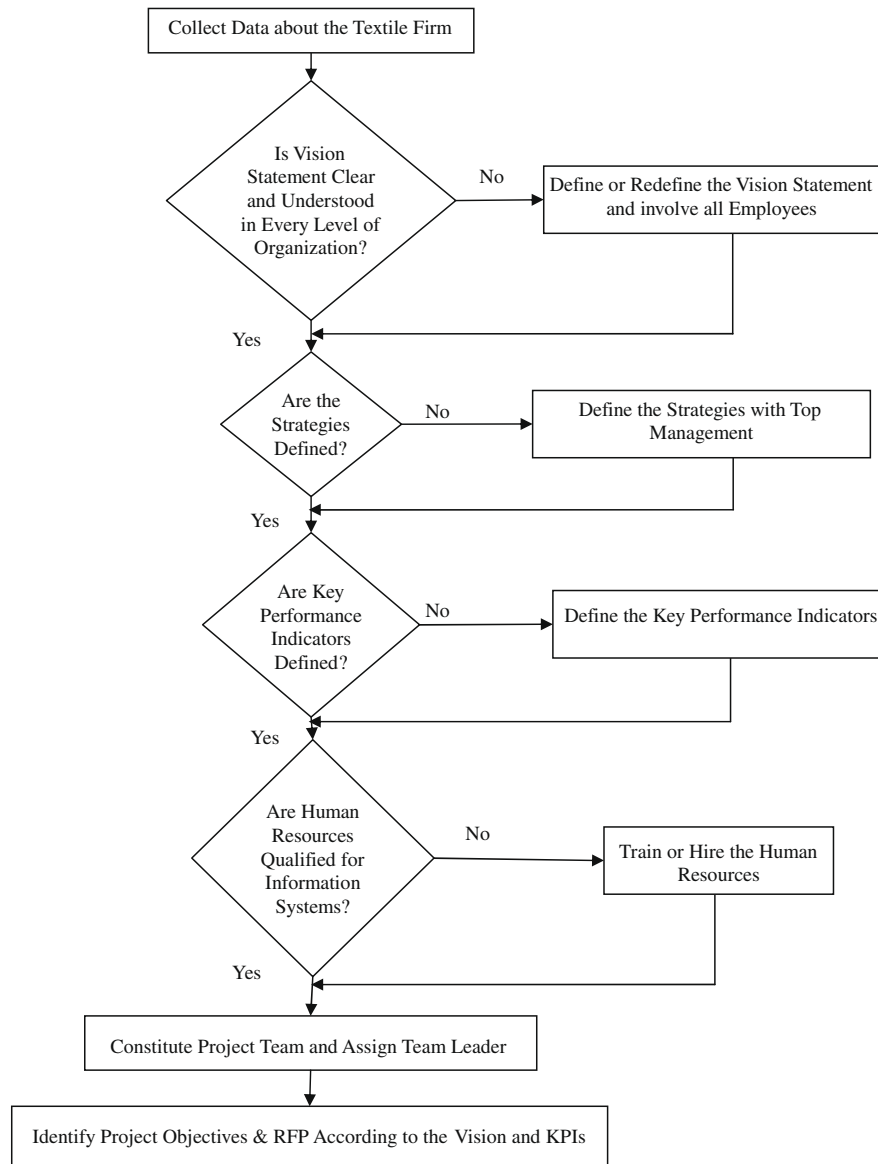 Collect Data about the Textile Firm
Is Vision
Statement Clear
and Understood
in Every Level of
Organization?
No
Define or Redefine the Vision Statement
and involve all Employees
Yes
Are the
Strategies
Defined?
No
Define the Strategies with Top
Management
Yes
Are Key
Performance
Indicators
Defined?
No
Define the Key Performance Indicators
Yes
Are Human
Resources
Qualified for
Information
Systems?
No
Train or Hire the Human
Resources
Yes
Constitute Project Team and Assign Team Leader
Identify Project Objectives & RFP According to the Vision and KPIs